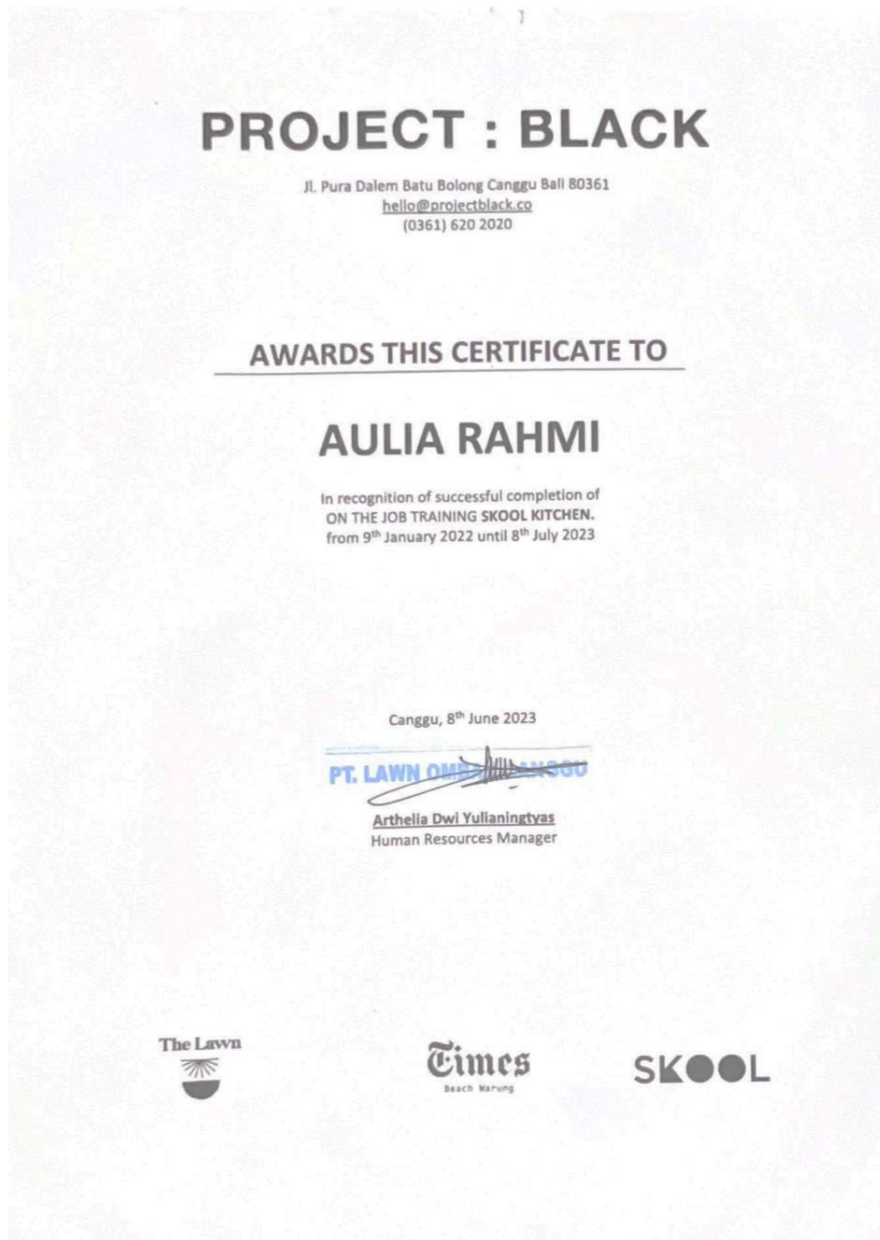 PROJECT : BLACK
Jl. Pura Dalem Batu Bolong Canggu Bali 80361
hello@projectblack.co
(0361) 620 2020
AWARDS THIS CERTIFICATE TO
AULIA RAHMI
In recognition of successful completion of
ON THE JOB TRAINING SKOOL KITCHEN.
from 9th January 2022 until 8th July 2023
Canggu, 8th June 2023
PT. LAWN
Arthelia Dwi Yulianingtyas
Human Resources Manager
The Lawn
Times
Beach Warung
SKOOL